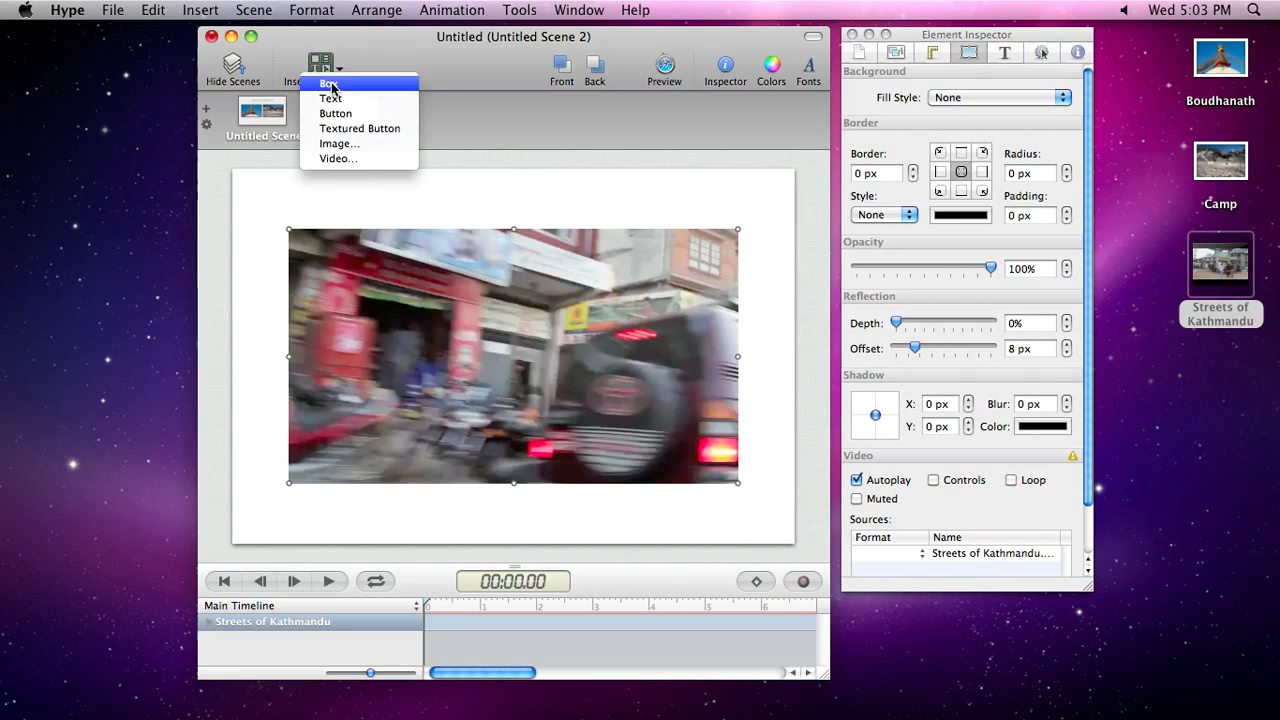 Hype File Edit Insert Scene Format Arrange Animation Tools Window Help Wed 5:03 PM
Untitled (Untitled Scene 2)
Hide Scenes Front Back Preview Inspector Colors Fonts
Box
Text
Button
Textured Button
Image...
Video...
Untitled Scene
Main Timeline
00:00.00
0 1 2 3 4 5 6
Streets of Kathmandu
Element Inspector
Background
Fill Style: None
Border
Border: Radius:
0 px 0 px
Style: Padding:
None 0 px
Opacity
100%
Reflection
Depth: 0%
Offset: 8 px
Shadow
X: 0 px Blur: 0 px
Y: 0 px Color:
Video
Autoplay Controls Loop
Muted
Sources:
Format Name
Streets of Kathmandu....
Boudhanath
Camp
Streets of
Kathmandu